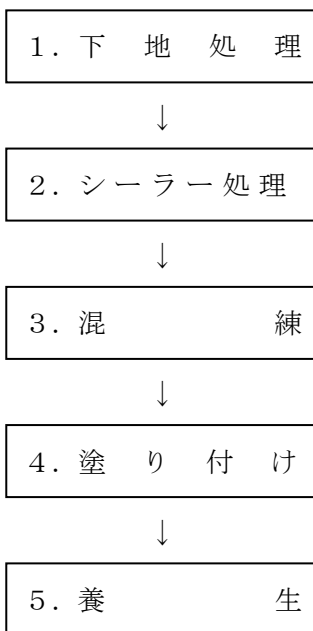 1．下地処理
↓
2．シーラー処理
↓
3．混練
↓
4．塗り付け
↓
5．養生